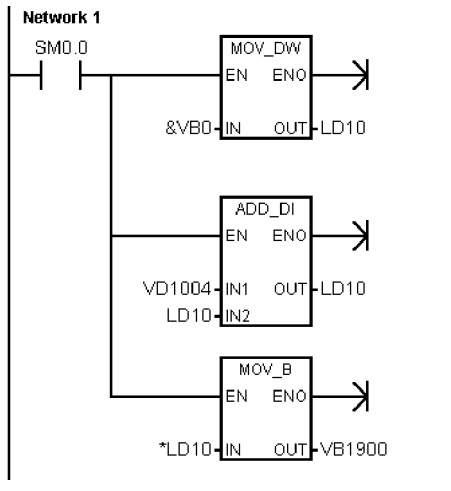 Network 1
SM0.0
MOV_DW
EN ENO
&VB0 IN OUT LD10
ADD_DI
EN ENO
VD1004 IN1 OUT LD10
LD10 IN2
MOV_B
EN ENO
*LD10 IN OUT VB1900